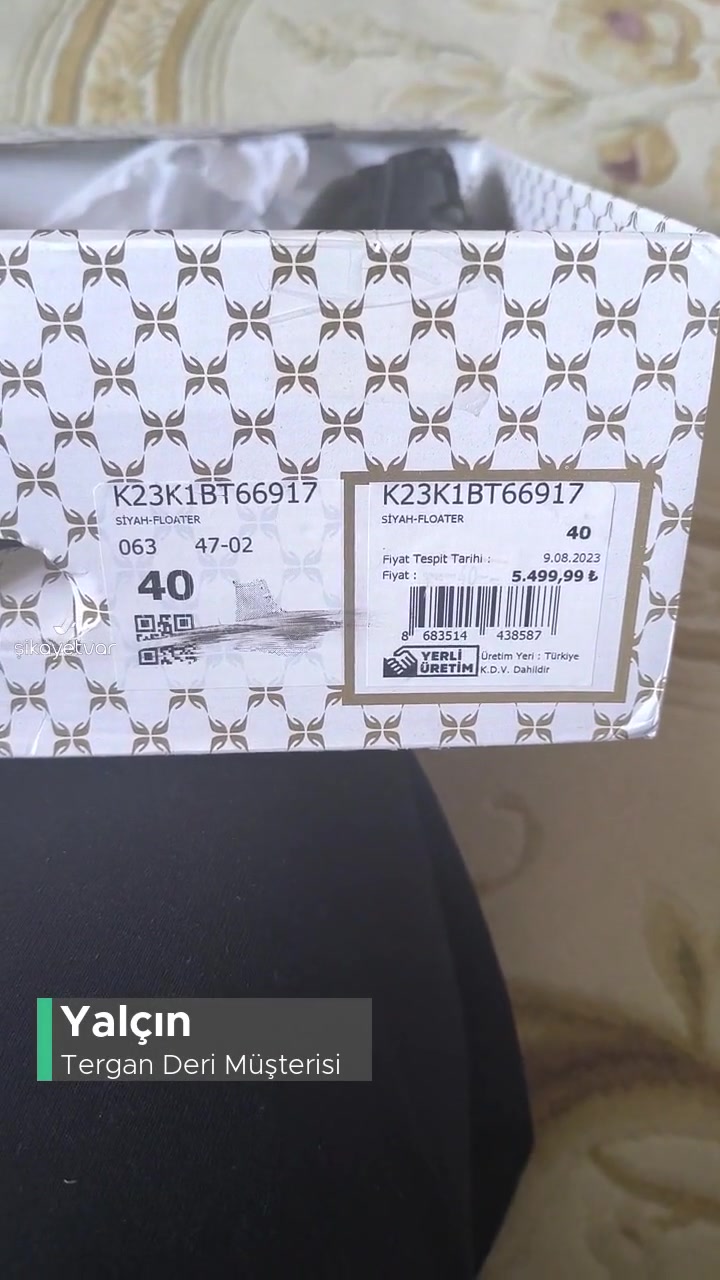 K23K1BT66917
SİYAH-FLOATER
063 47-02
40
K23K1BT66917
SİYAH-FLOATER
40
Fiyat Tespit Tarihi : 9.08.2023
Fiyat : 5.499,99 ₺
8 683514 438587
YERLİ
ÜRETİM
Üretim Yeri : Türkiye
K.D.V. Dahildir
şikayetvar
Yalçın
Tergan Deri Müşterisi